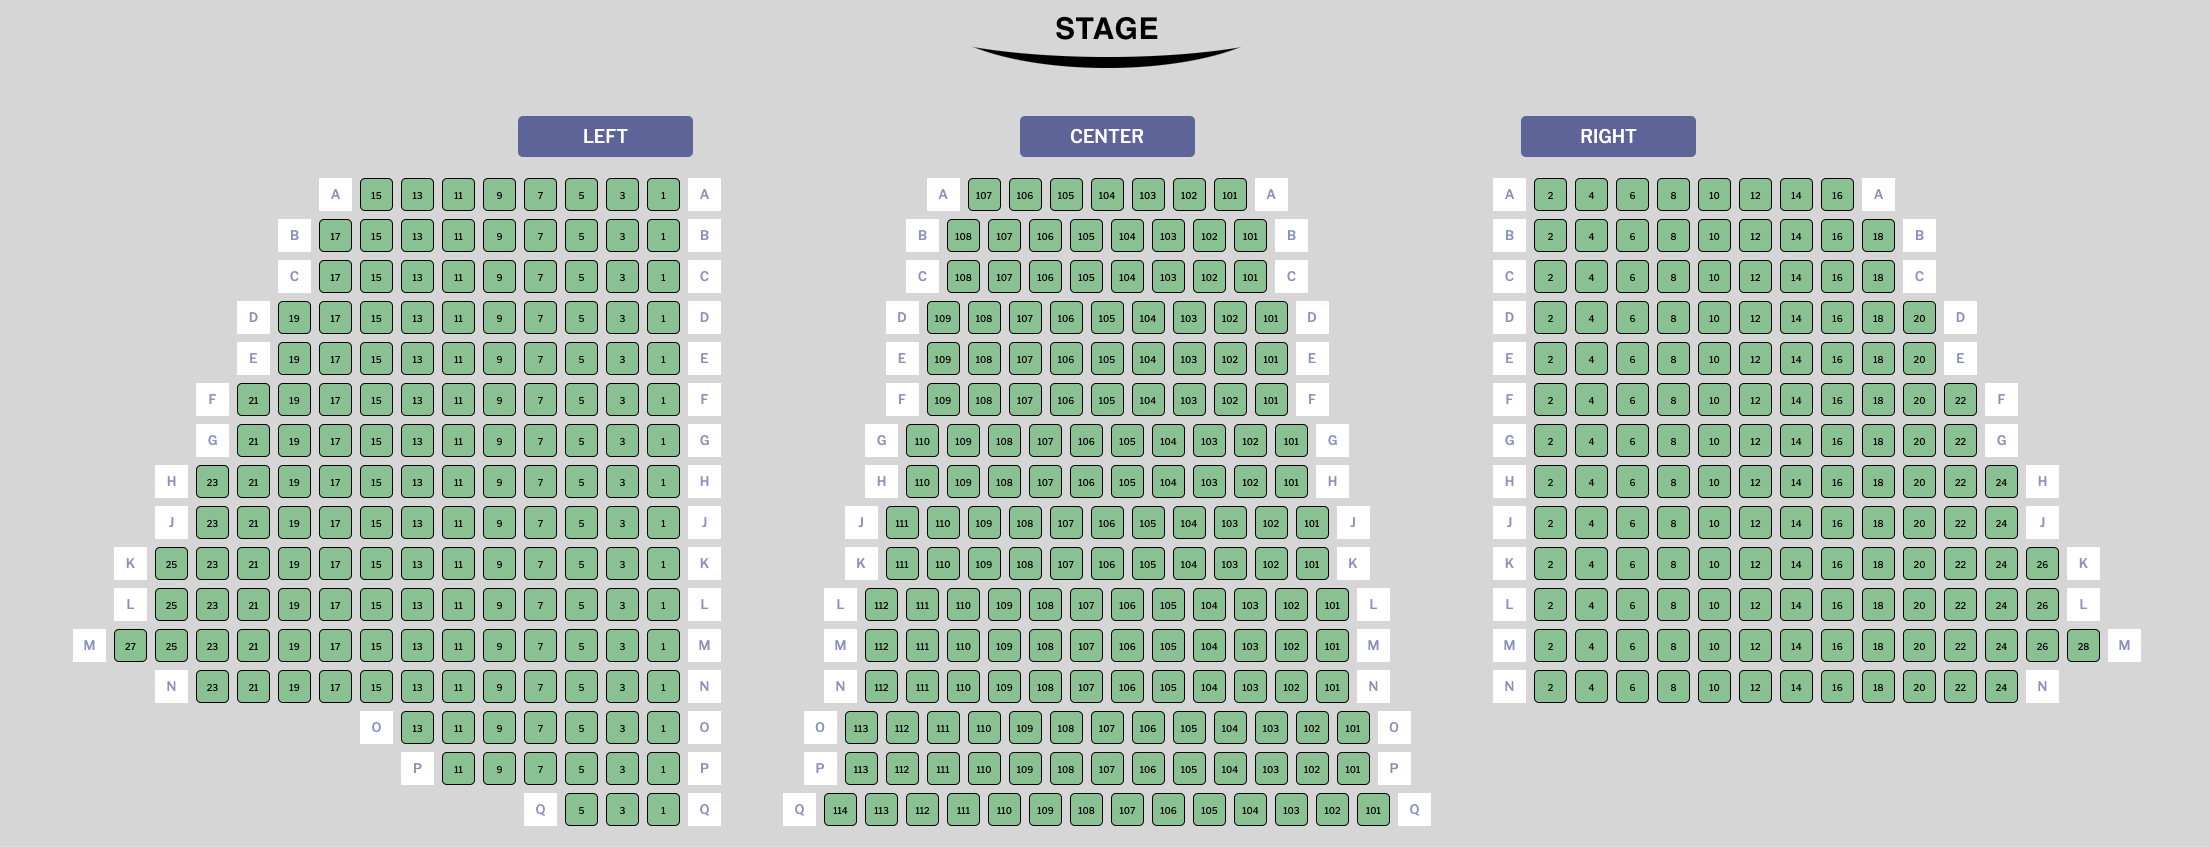 STAGE
LEFT CENTER RIGHT
A 15 13 11 9 7 5 3 1 A A 107 106 105 104 103 102 101 A A 2 4 6 8 10 12 14 16 A
B 17 15 13 11 9 7 5 3 1 B B 108 107 106 105 104 103 102 101 B B 2 4 6 8 10 12 14 16 18 B
C 17 15 13 11 9 7 5 3 1 C C 108 107 106 105 104 103 102 101 C C 2 4 6 8 10 12 14 16 18 C
D 19 17 15 13 11 9 7 5 3 1 D D 109 108 107 106 105 104 103 102 101 D D 2 4 6 8 10 12 14 16 18 20 D
E 19 17 15 13 11 9 7 5 3 1 E E 109 108 107 106 105 104 103 102 101 E E 2 4 6 8 10 12 14 16 18 20 E
F 21 19 17 15 13 11 9 7 5 3 1 F F 109 108 107 106 105 104 103 102 101 F F 2 4 6 8 10 12 14 16 18 20 22 F
G 21 19 17 15 13 11 9 7 5 3 1 G G 110 109 108 107 106 105 104 103 102 101 G G 2 4 6 8 10 12 14 16 18 20 22 G
H 23 21 19 17 15 13 11 9 7 5 3 1 H H 110 109 108 107 106 105 104 103 102 101 H H 2 4 6 8 10 12 14 16 18 20 22 24 H
J 23 21 19 17 15 13 11 9 7 5 3 1 J J 111 110 109 108 107 106 105 104 103 102 101 J J 2 4 6 8 10 12 14 16 18 20 22 24 J
K 25 23 21 19 17 15 13 11 9 7 5 3 1 K K 111 110 109 108 107 106 105 104 103 102 101 K K 2 4 6 8 10 12 14 16 18 20 22 24 26 K
L 25 23 21 19 17 15 13 11 9 7 5 3 1 L L 112 111 110 109 108 107 106 105 104 103 102 101 L L 2 4 6 8 10 12 14 16 18 20 22 24 26 L
M 27 25 23 21 19 17 15 13 11 9 7 5 3 1 M M 112 111 110 109 108 107 106 105 104 103 102 101 M M 2 4 6 8 10 12 14 16 18 20 22 24 26 28 M
N 23 21 19 17 15 13 11 9 7 5 3 1 N N 112 111 110 109 108 107 106 105 104 103 102 101 N N 2 4 6 8 10 12 14 16 18 20 22 24 N
O 13 11 9 7 5 3 1 O O 113 112 111 110 109 108 107 106 105 104 103 102 101 O
P 11 9 7 5 3 1 P P 113 112 111 110 109 108 107 106 105 104 103 102 101 P
Q 5 3 1 Q Q 114 113 112 111 110 109 108 107 106 105 104 103 102 101 Q